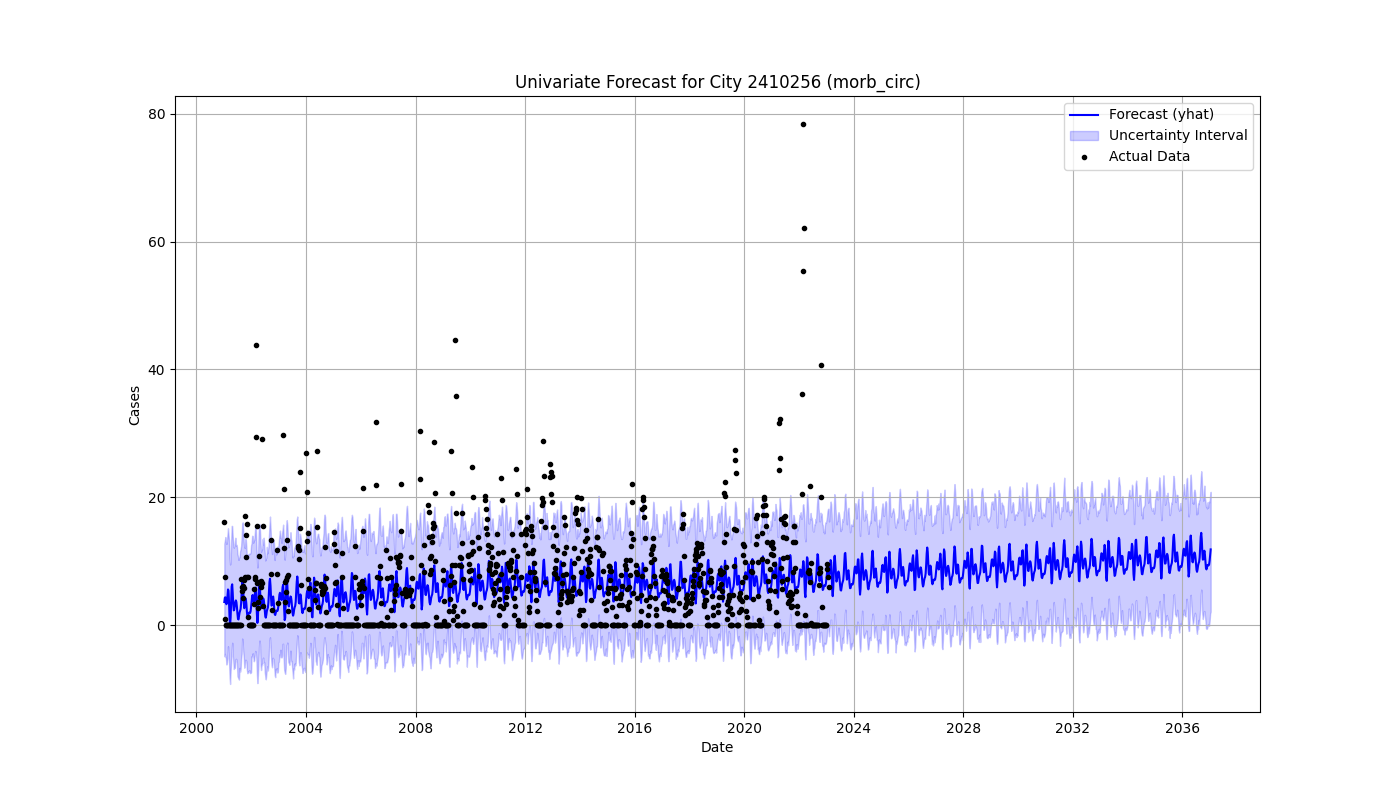 Univariate Forecast for City 2410256 (morb_circ)
Forecast (yhat)
Uncertainty Interval
Actual Data
80
60
40
20
0
Cases
2000 2004 2008 2012 2016 2020 2024 2028 2032 2036
Date